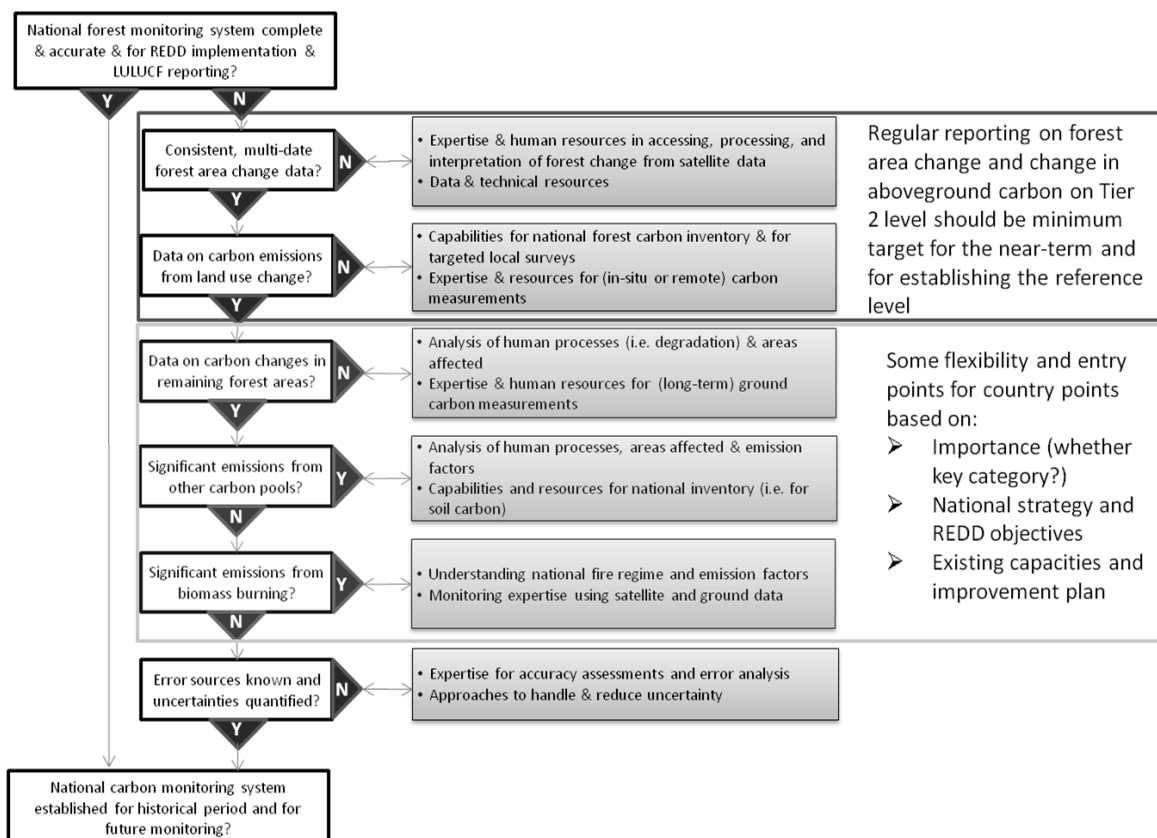 National forest monitoring system complete
& accurate & for REDD implementation &
LULUCF reporting?
Y
N
Consistent, multi-date
forest area change data?
N
• Expertise & human resources in accessing, processing, and
interpretation of forest change from satellite data
• Data & technical resources
Y
Data on carbon emissions
from land use change?
N
• Capabilities for national forest carbon inventory & for
targeted local surveys
• Expertise & resources for (in-situ or remote) carbon
measurements
Y
Regular reporting on forest
area change and change in
aboveground carbon on Tier
2 level should be minimum
target for the near-term and
for establishing the reference
level
Data on carbon changes in
remaining forest areas?
N
• Analysis of human processes (i.e. degradation) & areas
affected
• Expertise & human resources for (long-term) ground
carbon measurements
Y
Significant emissions from
other carbon pools?
Y
• Analysis of human processes, areas affected & emission
factors
• Capabilities and resources for national inventory (i.e. for
soil carbon)
N
Significant emissions from
biomass burning?
Y
• Understanding national fire regime and emission factors
• Monitoring expertise using satellite and ground data
N
Some flexibility and entry
points for country points
based on:
➢ Importance (whether
key category?)
➢ National strategy and
REDD objectives
➢ Existing capacities and
improvement plan
Error sources known and
uncertainties quantified?
N
• Expertise for accuracy assessments and error analysis
• Approaches to handle & reduce uncertainty
Y
National carbon monitoring system
established for historical period and for
future monitoring?